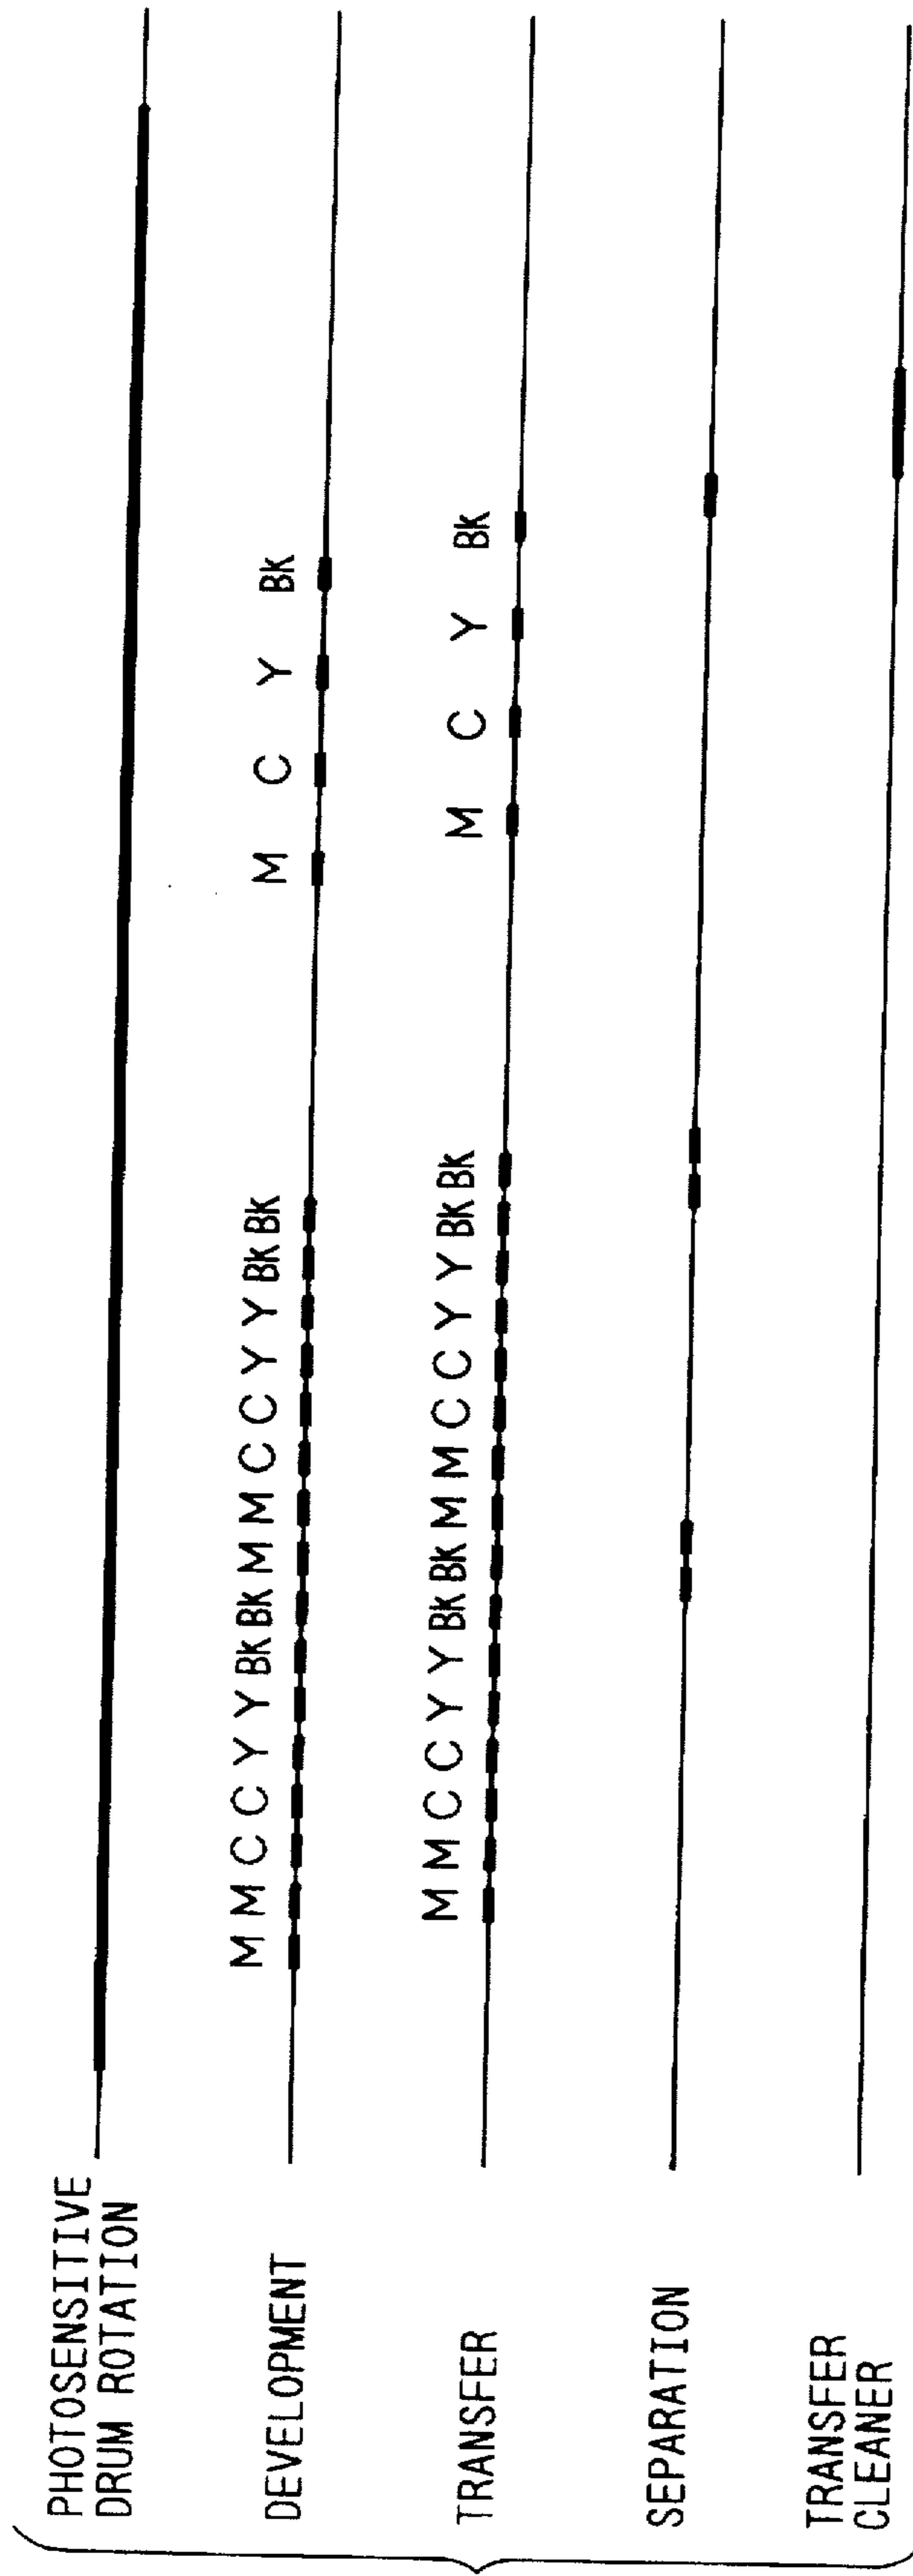 PHOTOSENSITIVE
DRUM ROTATION
M M C C Y Y BK BK M M C C Y Y BK BK M C Y BK
DEVELOPMENT
M M C C Y Y BK BK M M C C Y Y BK BK M C Y BK
TRANSFER
SEPARATION
TRANSFER
CLEANER